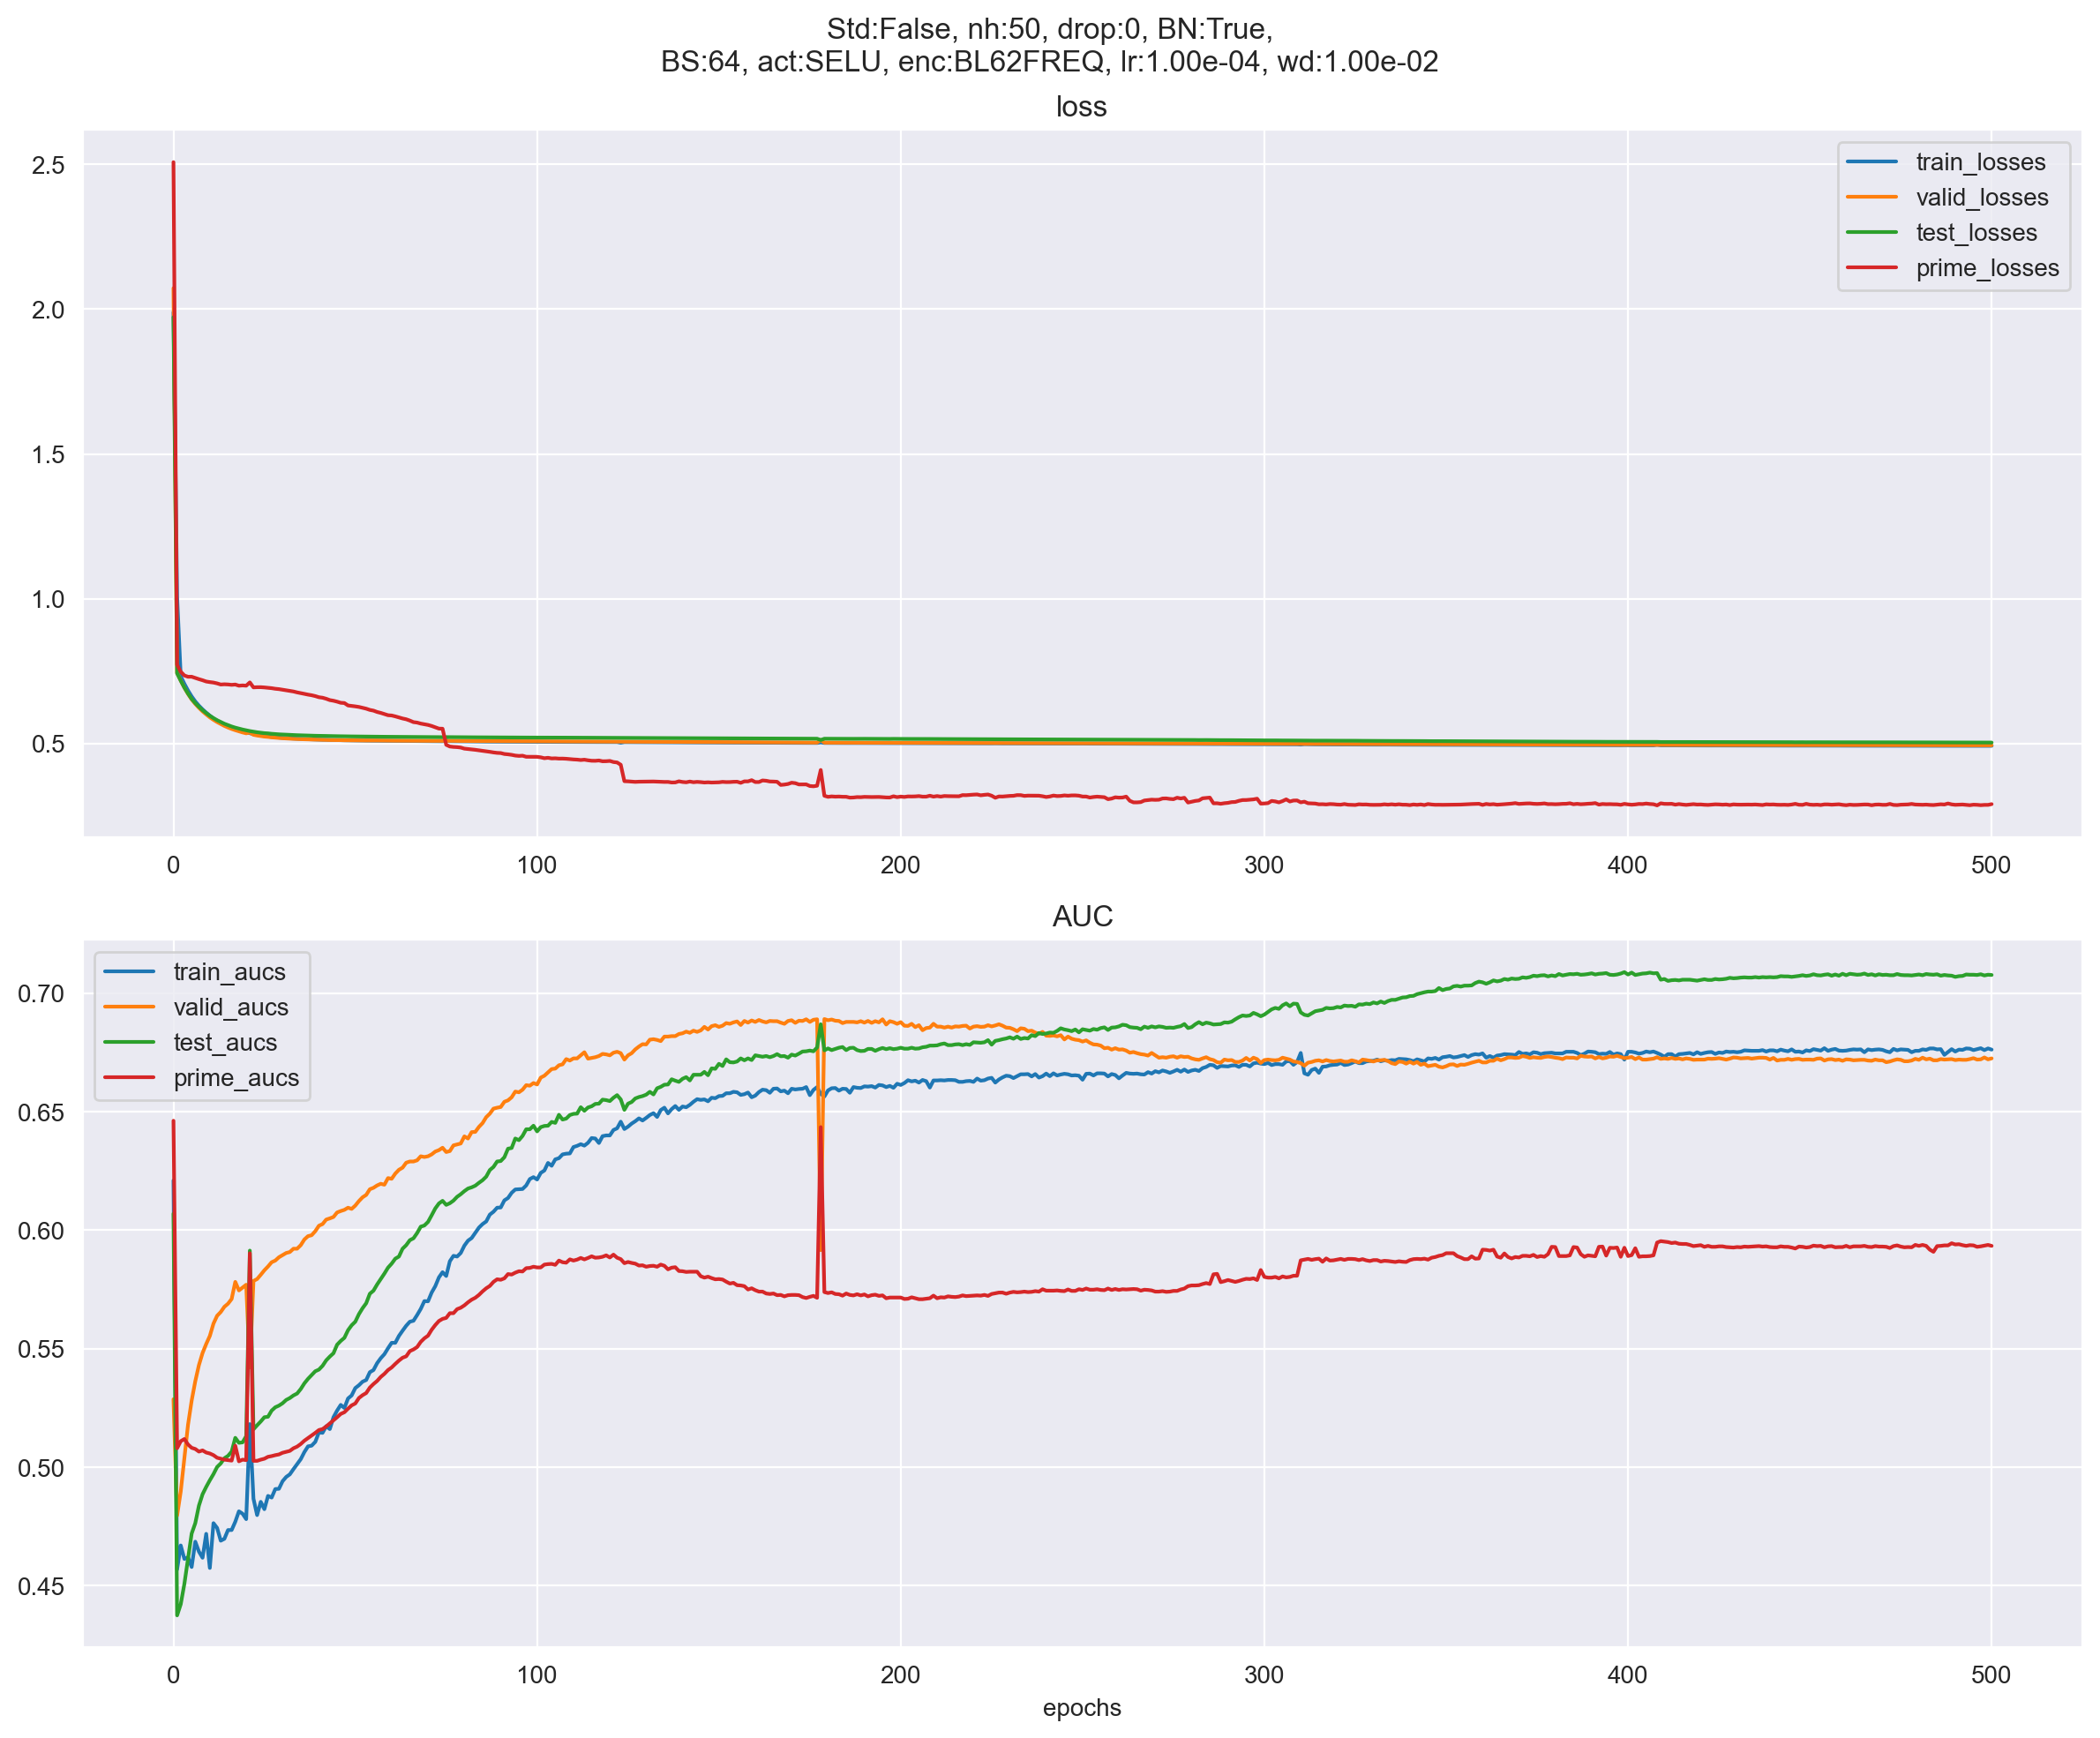 Std:False, nh:50, drop:0, BN:True,
BS:64, act:SELU, enc:BL62FREQ, lr:1.00e-04, wd:1.00e-02
loss
2.5
2.0
1.5
1.0
0.5
train_losses
valid_losses
test_losses
prime_losses
0 100 200 300 400 500
AUC
0.70
0.65
0.60
0.55
0.50
0.45
train_aucs
valid_aucs
test_aucs
prime_aucs
0 100 200 300 400 500
epochs